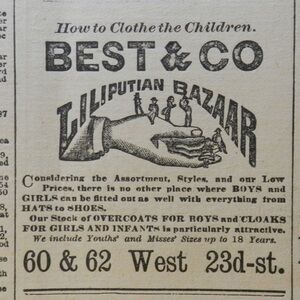 How to Clothe the Children.
BEST & CO
LILIPUTIAN BAZAAR
Considering the Assortment, Styles, and our Low
Prices, there is no other place where BOYS and
GIRLS can be fitted out as well with everything from
HATS to SHOES.
Our Stock of OVERCOATS FOR BOYS and CLOAKS
FOR GIRLS AND INFANTS is particularly attractive.
We include Youths' and Misses' Sizes up to 18 Years.
60 & 62 West 23d-st.